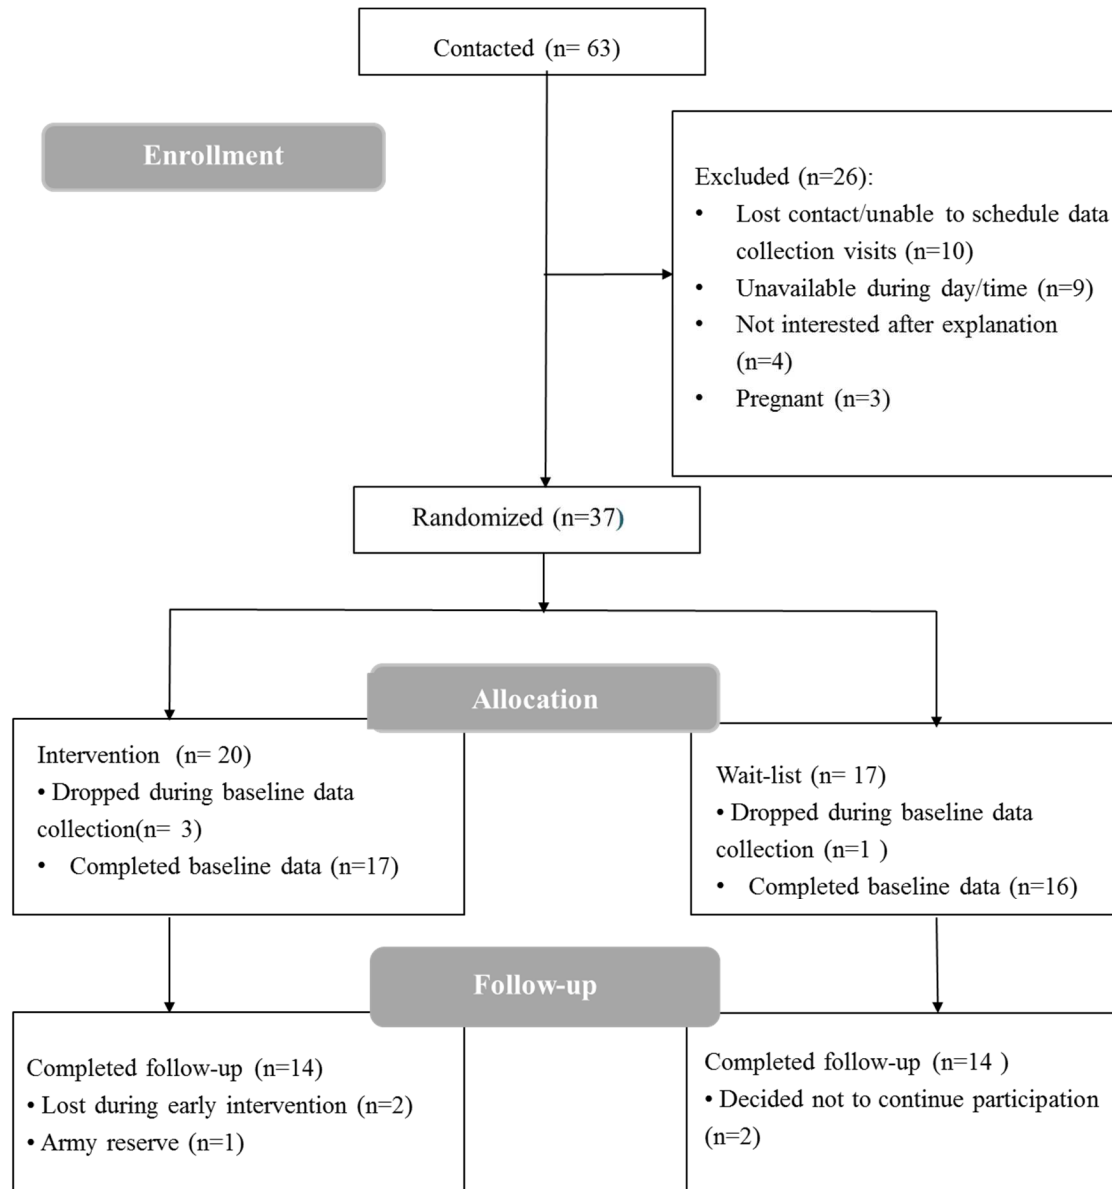 Contacted (n= 63)
Enrollment
Excluded (n=26):
• Lost contact/unable to schedule data
collection visits (n=10)
• Unavailable during day/time (n=9)
• Not interested after explanation
(n=4)
• Pregnant (n=3)
Randomized (n=37)
Allocation
Intervention (n= 20)
• Dropped during baseline data
collection(n= 3)
• Completed baseline data (n=17)
Wait-list (n= 17)
• Dropped during baseline data
collection (n=1 )
• Completed baseline data (n=16)
Follow-up
Completed follow-up (n=14)
• Lost during early intervention (n=2)
• Army reserve (n=1)
Completed follow-up (n=14 )
• Decided not to continue participation
(n=2)